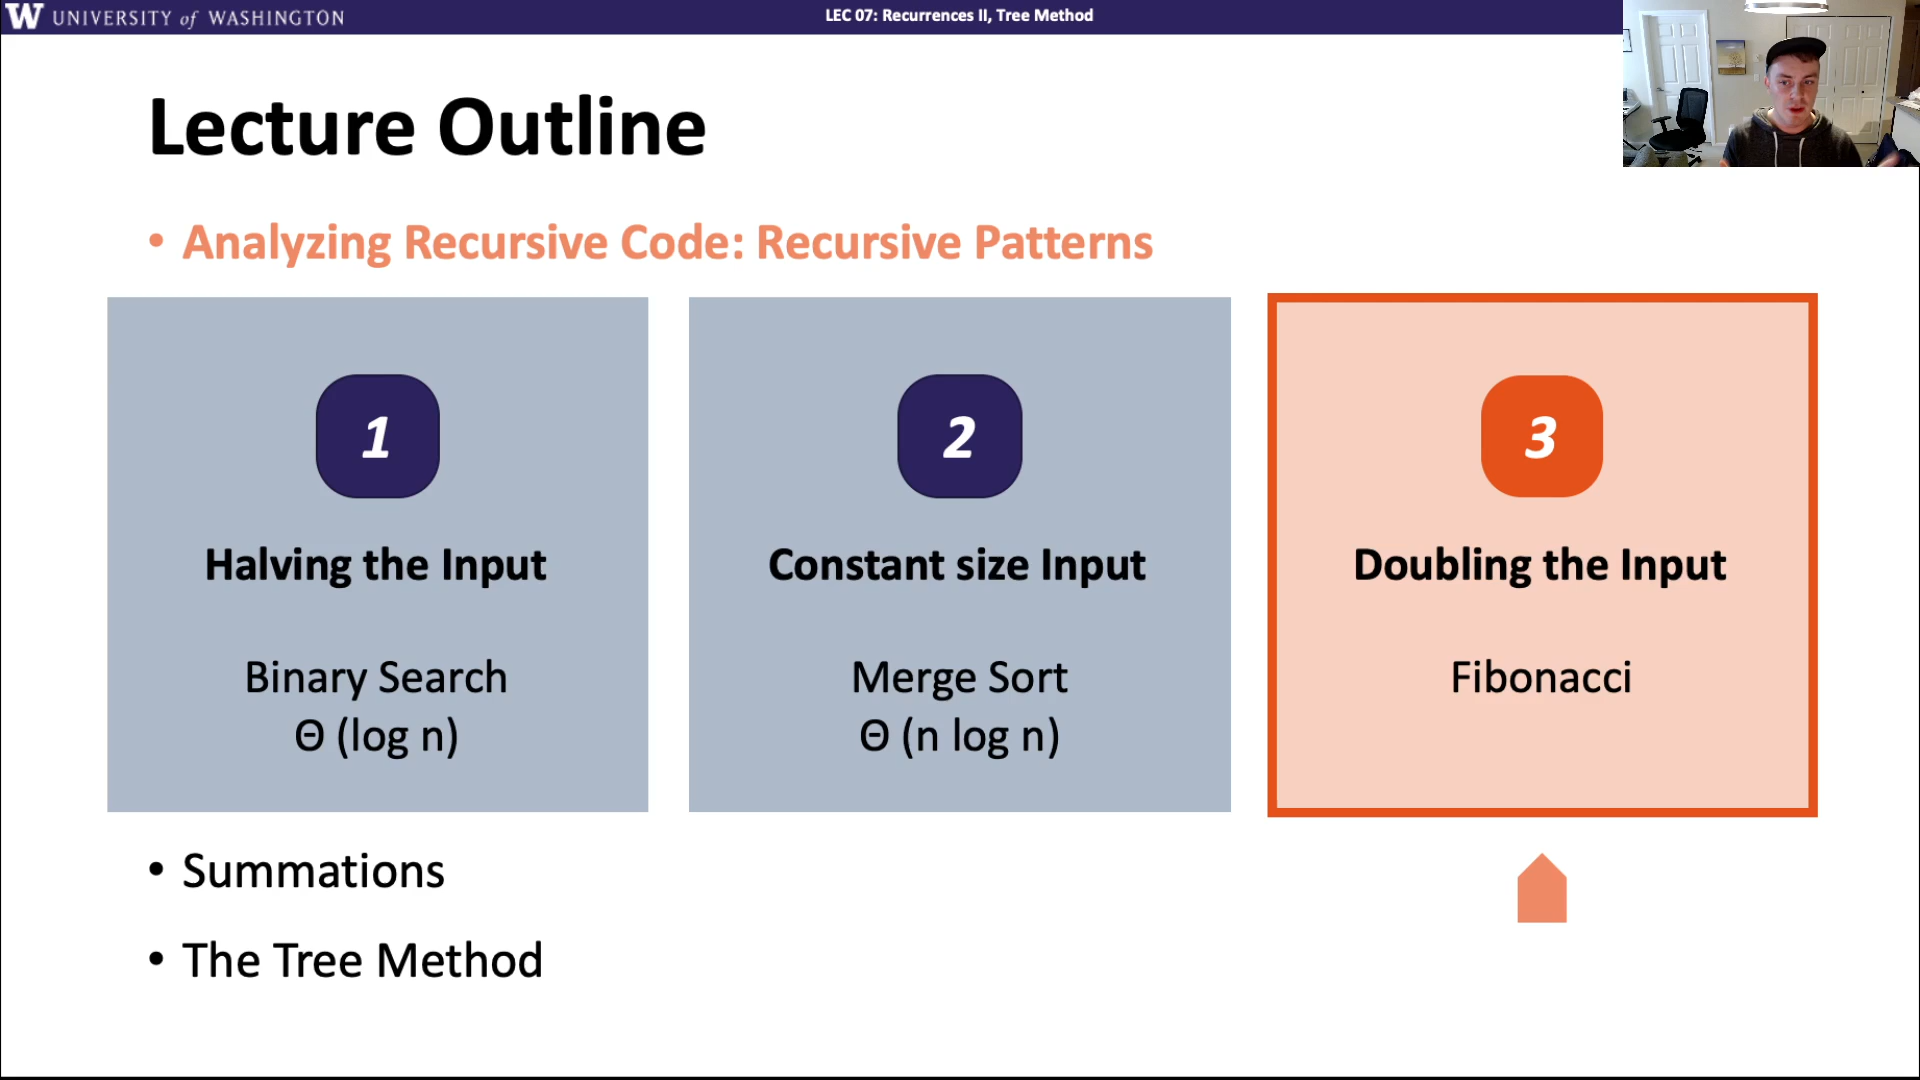 W UNIVERSITY of WASHINGTON
LEC 07: Recurrences II, Tree Method
Lecture Outline
• Analyzing Recursive Code: Recursive Patterns
1
Halving the Input
Binary Search
Θ (log n)
2
Constant size Input
Merge Sort
Θ (n log n)
3
Doubling the Input
Fibonacci
• Summations
• The Tree Method